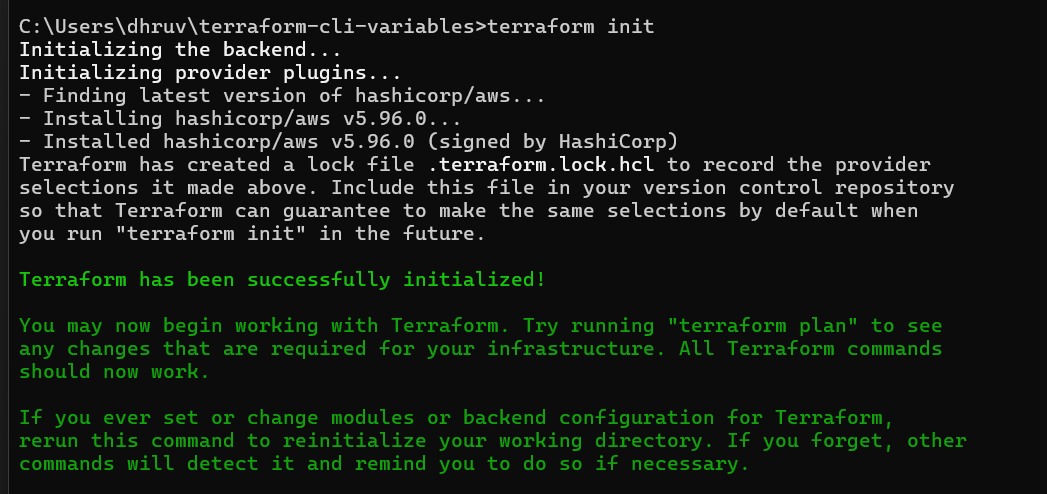 C:\Users\dhruv\terraform-cli-variables>terraform init
Initializing the backend...
Initializing provider plugins...
- Finding latest version of hashicorp/aws...
- Installing hashicorp/aws v5.96.0...
- Installed hashicorp/aws v5.96.0 (signed by HashiCorp)
Terraform has created a lock file .terraform.lock.hcl to record the provider
selections it made above. Include this file in your version control repository
so that Terraform can guarantee to make the same selections by default when
you run "terraform init" in the future.
Terraform has been successfully initialized!
You may now begin working with Terraform. Try running "terraform plan" to see
any changes that are required for your infrastructure. All Terraform commands
should now work.
If you ever set or change modules or backend configuration for Terraform,
rerun this command to reinitialize your working directory. If you forget, other
commands will detect it and remind you to do so if necessary.